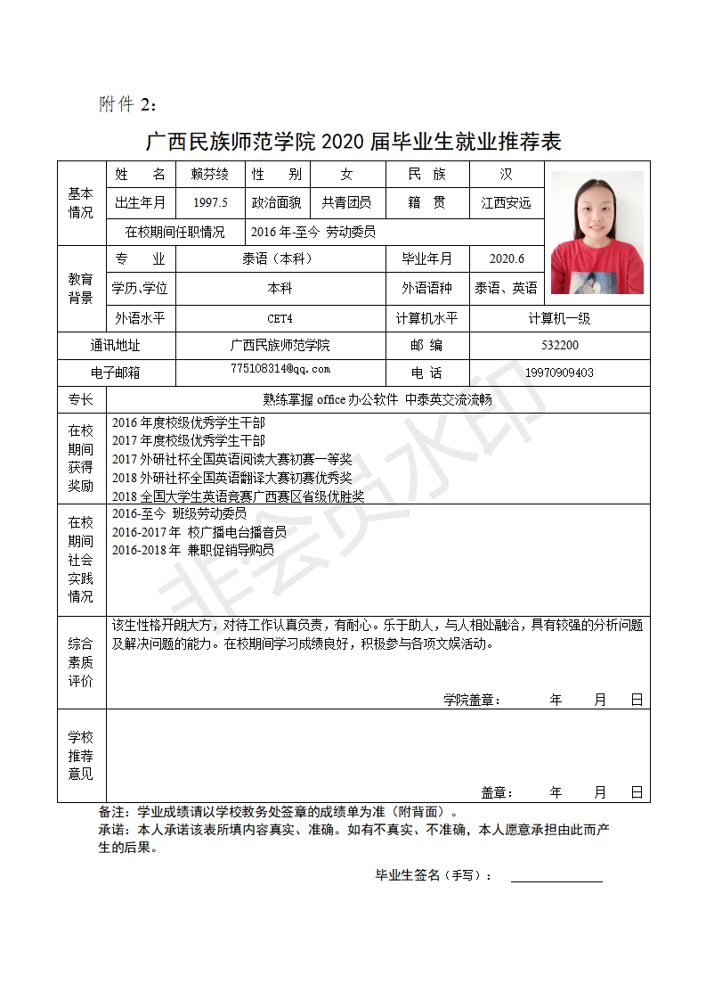 附件 2：
广西民族师范学院 2020 届毕业生就业推荐表
基本情况
姓 名 赖芬绫 性 别 女 民 族 汉
出生年月 1997.5 政治面貌 共青团员 籍 贯 江西安远
在校期间任职情况 2016 年-至今 劳动委员
教育背景
专 业 泰语（本科） 毕业年月 2020.6
学历、学位 本科 外语语种 泰语、英语
外语水平 CET4 计算机水平 计算机一级
通讯地址 广西民族师范学院 邮 编 532200
电子邮箱 775108314@qq.com 电 话 19970909403
专长 熟练掌握 office 办公软件 中泰英交流流畅
在校期间获得奖励
2016 年度校级优秀学生干部
2017 年度校级优秀学生干部
2017 外研社杯全国英语阅读大赛初赛一等奖
2018 外研社杯全国英语翻译大赛初赛优秀奖
2018 全国大学生英语竞赛广西赛区省级优胜奖
在校期间社会实践情况
2016-至今 班级劳动委员
2016-2017 年 校广播电台播音员
2016-2018 年 兼职促销导购员
综合素质评价
该生性格开朗大方，对待工作认真负责，有耐心。乐于助人，与人相处融洽，具有较强的分析问题
及解决问题的能力。在校期间学习成绩良好，积极参与各项文娱活动。
学院盖章： 年 月 日
学校推荐意见
盖章： 年 月 日
备注：学业成绩请以学校教务处签章的成绩单为准（附背面）。
承诺：本人承诺该表所填内容真实、准确。如有不真实、不准确，本人愿意承担由此而产
生的后果。
毕业生签名（手写）：
非会员水印